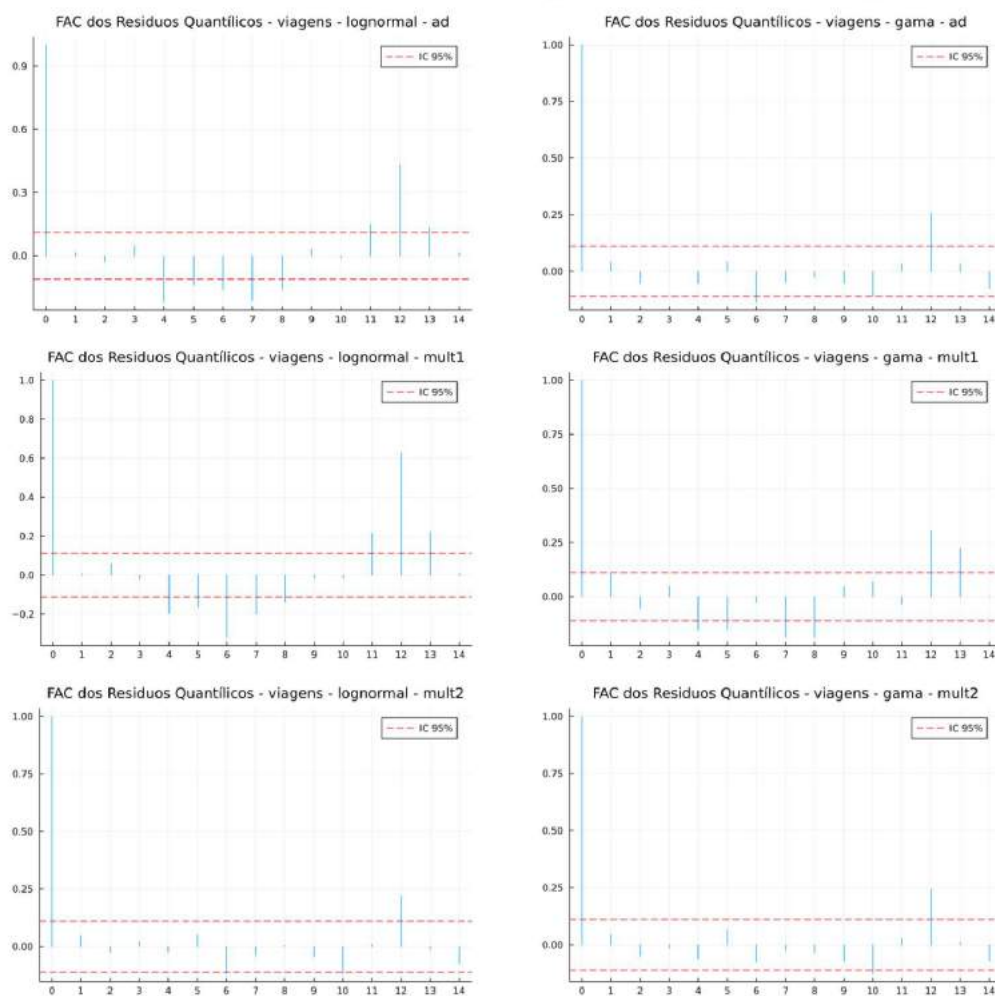 FAC dos Residuos Quantílicos - viagens - lognormal - ad
IC 95%
0.9
0.6
0.3
0.0
0 1 2 3 4 5 6 7 8 9 10 11 12 13 14
FAC dos Residuos Quantílicos - viagens - gama - ad
IC 95%
1.00
0.75
0.50
0.25
0.00
0 1 2 3 4 5 6 7 8 9 10 11 12 13 14
FAC dos Residuos Quantílicos - viagens - lognormal - mult1
IC 95%
1.0
0.8
0.6
0.4
0.2
0.0
−0.2
0 1 2 3 4 5 6 7 8 9 10 11 12 13 14
FAC dos Residuos Quantílicos - viagens - gama - mult1
IC 95%
1.00
0.75
0.50
0.25
0.00
0 1 2 3 4 5 6 7 8 9 10 11 12 13 14
FAC dos Residuos Quantílicos - viagens - lognormal - mult2
IC 95%
1.00
0.75
0.50
0.25
0.00
0 1 2 3 4 5 6 7 8 9 10 11 12 13 14
FAC dos Residuos Quantílicos - viagens - gama - mult2
IC 95%
1.00
0.75
0.50
0.25
0.00
0 1 2 3 4 5 6 7 8 9 10 11 12 13 14